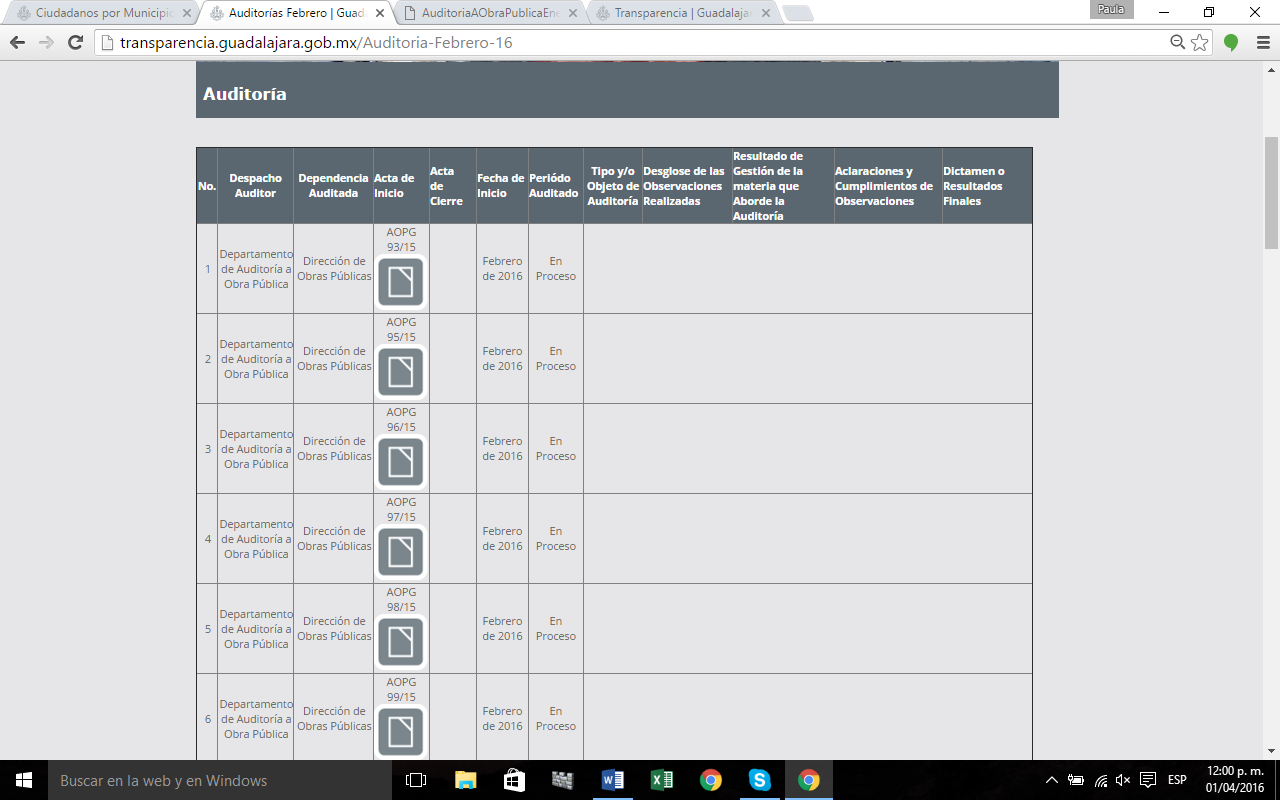 Ciudadanos por Municipio
Auditorías Febrero | Guad
AuditoriaAObraPublicaEne
Transparencia | Guadalajar
Paula
transparencia.guadalajara.gob.mx/Auditoria-Febrero-16
Auditoría
No.
Despacho
Auditor
Dependencia
Auditada
Acta de
Inicio
Acta
de
Cierre
Fecha de
Inicio
Periódo
Auditado
Tipo y/o
Objeto de
Auditoría
Desglose de las
Observaciones
Realizadas
Resultado de
Gestión de la
materia que
Aborde la
Auditoría
Aclaraciones y
Cumplimientos de
Observaciones
Dictamen o
Resultados
Finales
1
Departamento
de Auditoría a
Obra Pública
Dirección de
Obras Públicas
AOPG
93/15
Febrero
de 2016
En
Proceso
2
Departamento
de Auditoría a
Obra Pública
Dirección de
Obras Públicas
AOPG
95/15
Febrero
de 2016
En
Proceso
3
Departamento
de Auditoría a
Obra Pública
Dirección de
Obras Públicas
AOPG
96/15
Febrero
de 2016
En
Proceso
4
Departamento
de Auditoría a
Obra Pública
Dirección de
Obras Públicas
AOPG
97/15
Febrero
de 2016
En
Proceso
5
Departamento
de Auditoría a
Obra Pública
Dirección de
Obras Públicas
AOPG
98/15
Febrero
de 2016
En
Proceso
6
Departamento
de Auditoría a
Obra Pública
Dirección de
Obras Públicas
AOPG
99/15
Febrero
de 2016
En
Proceso
Buscar en la web y en Windows
ESP
12:00 p. m.
01/04/2016